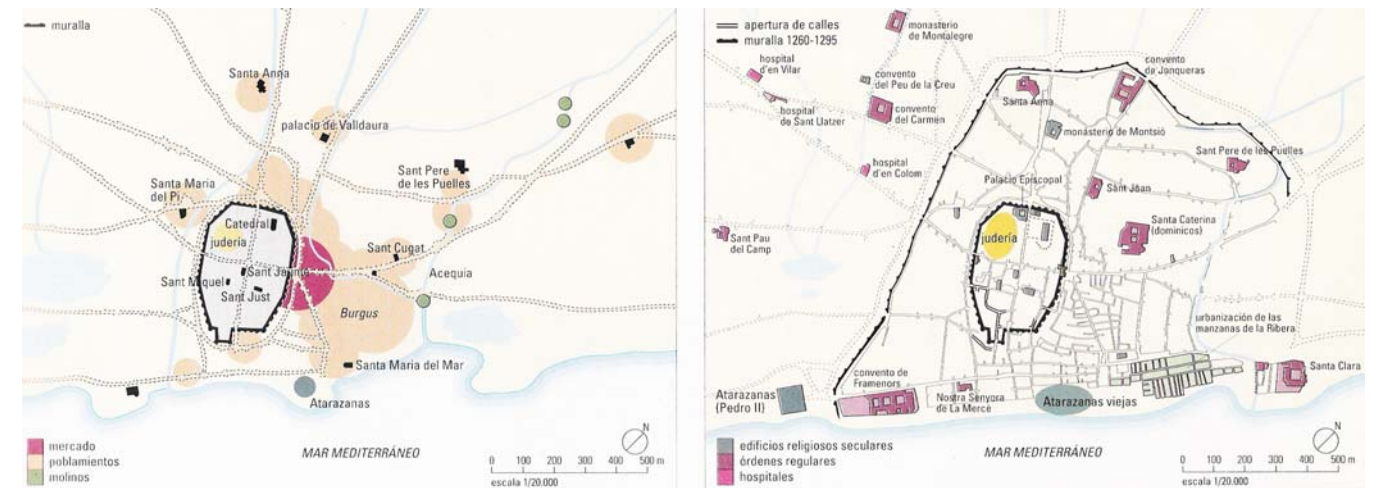 muralla
Santa Anna
palacio de Valldaura
Sant Pere
de les Puelles
Santa Maria
del Pi
Catedral
judería
Sant Cugat
Sant Jaume
Acequia
Sant Miquel
Sant Just
Burgus
Santa Maria del Mar
Atarazanas
mercado
poblamientos
molinos
MAR MEDITERRÁNEO
N
0 100 200 300 400 500 m
escala 1/20.000
apertura de calles
muralla 1260-1295
monasterio
de Montalegre
hospital
d'en Vilar
convento
del Peu de la Creu
convento
de Jonqueras
hospital
de Sant Llatzer
convento
del Carmen
Santa Anna
monasterio de Montsió
Sant Pere de les Puelles
hospital
d'en Colom
Palacio Episcopal
Sant Joan
Santa Caterina
(dominicos)
Sant Pau
del Camp
judería
urbanización de las
manzanas de la Ribera
convento de
Framenors
Santa Clara
Atarazanas
(Pedro II)
Nostra Senyora
de La Mercè
Atarazanas viejas
edificios religiosos seculares
órdenes regulares
hospitales
MAR MEDITERRÁNEO
N
0 100 200 300 400 500 m
escala 1/20.000